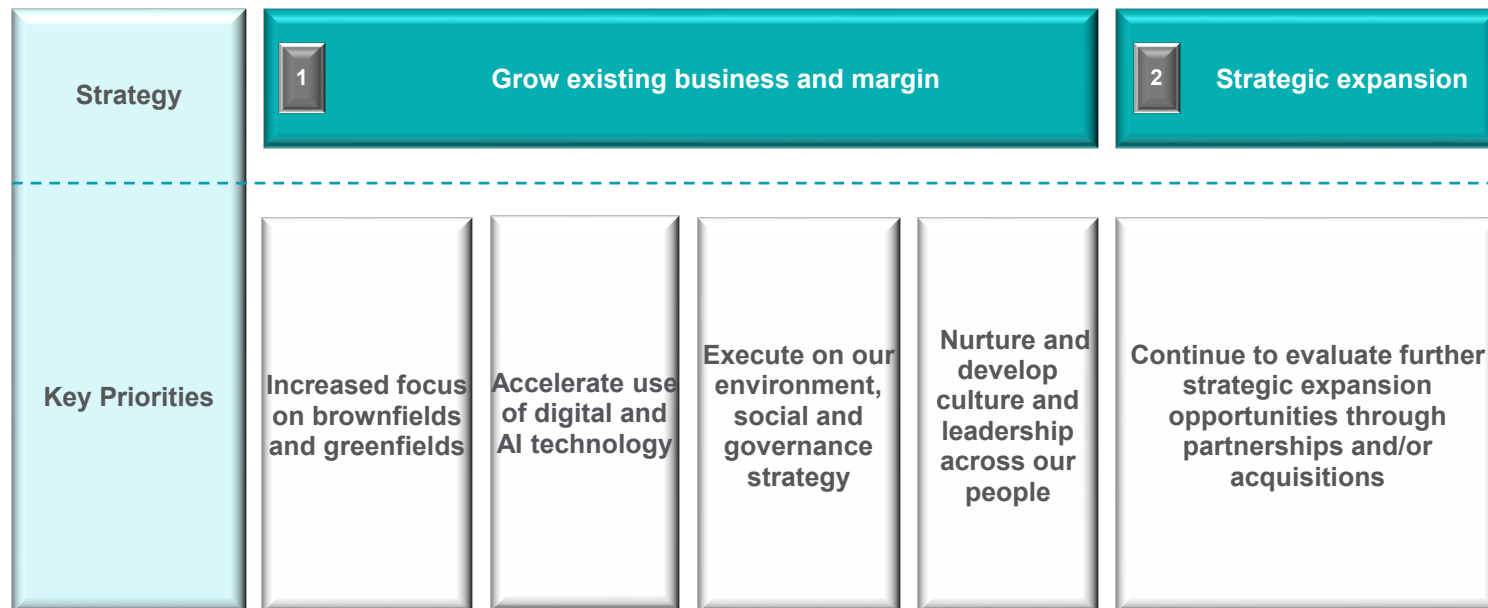 Strategy
1
Grow existing business and margin
2
Strategic expansion
Key Priorities
Increased focus
on brownfields
and greenfields
Accelerate use
of digital and
AI technology
Execute on our
environment,
social and
governance
strategy
Nurture and
develop
culture and
leadership
across our
people
Continue to evaluate further
strategic expansion
opportunities through
partnerships and/or
acquisitions